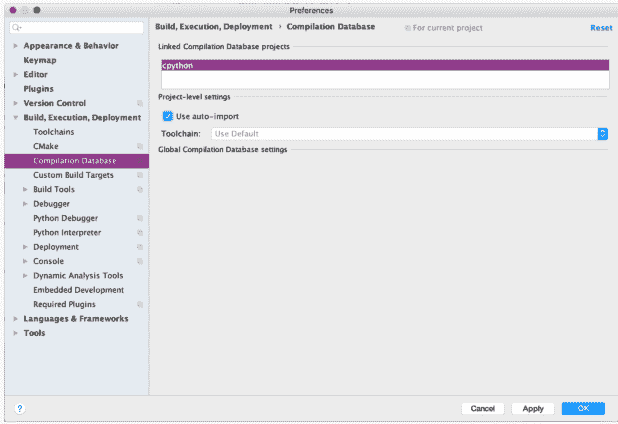 Preferences
Appearance & Behavior
Keymap
Editor
Plugins
Version Control
Build, Execution, Deployment
Toolchains
CMake
Compilation Database
Custom Build Targets
Build Tools
Debugger
Python Debugger
Python Interpreter
Deployment
Console
Dynamic Analysis Tools
Embedded Development
Required Plugins
Languages & Frameworks
Tools
Build, Execution, Deployment › Compilation Database
For current project
Reset
Linked Compilation Database projects
cpython
Project-level settings
Use auto-import
Toolchain: Use Default
Global Compilation Database settings
?
Cancel
Apply
OK